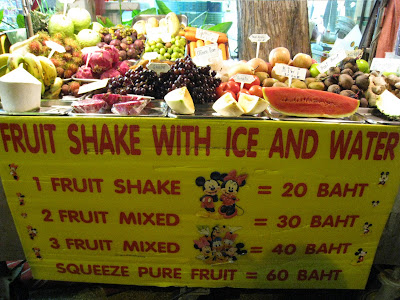 FRUIT SHAKE WITH ICE AND WATER
1 FRUIT SHAKE = 20 BAHT
2 FRUIT MIXED = 30 BAHT
3 FRUIT MIXED = 40 BAHT
SQUEEZE PURE FRUIT = 60 BAHT